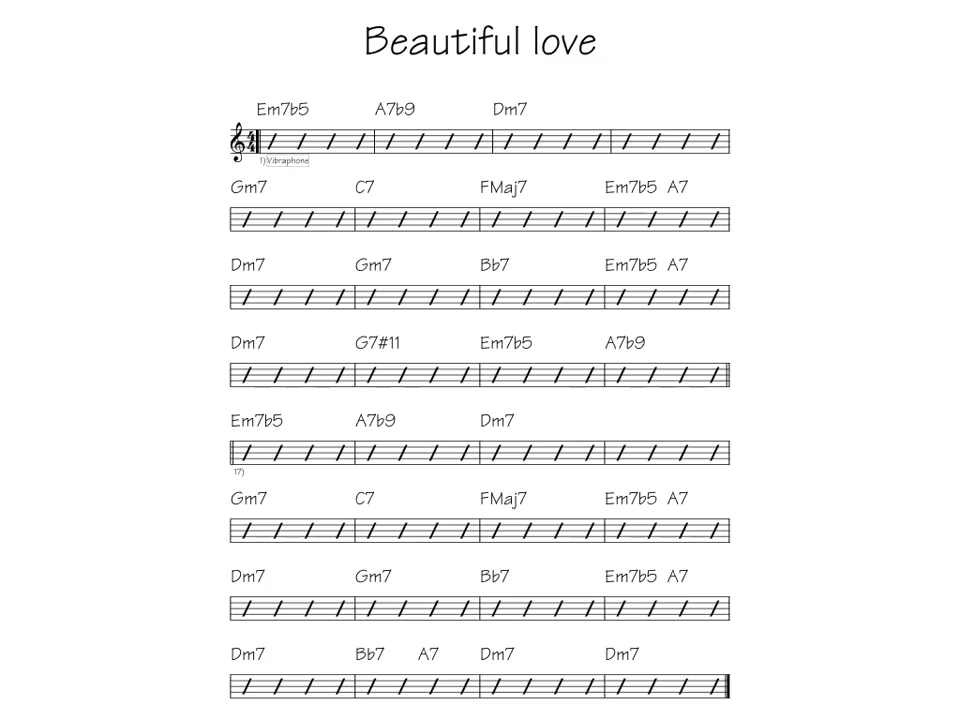 Beautiful love
Em7b5 A7b9 Dm7
4/4
1) Vibraphone
Gm7 C7 FMaj7 Em7b5 A7
Dm7 Gm7 Bb7 Em7b5 A7
Dm7 G7#11 Em7b5 A7b9
Em7b5 A7b9 Dm7
17)
Gm7 C7 FMaj7 Em7b5 A7
Dm7 Gm7 Bb7 Em7b5 A7
Dm7 Bb7 A7 Dm7 Dm7